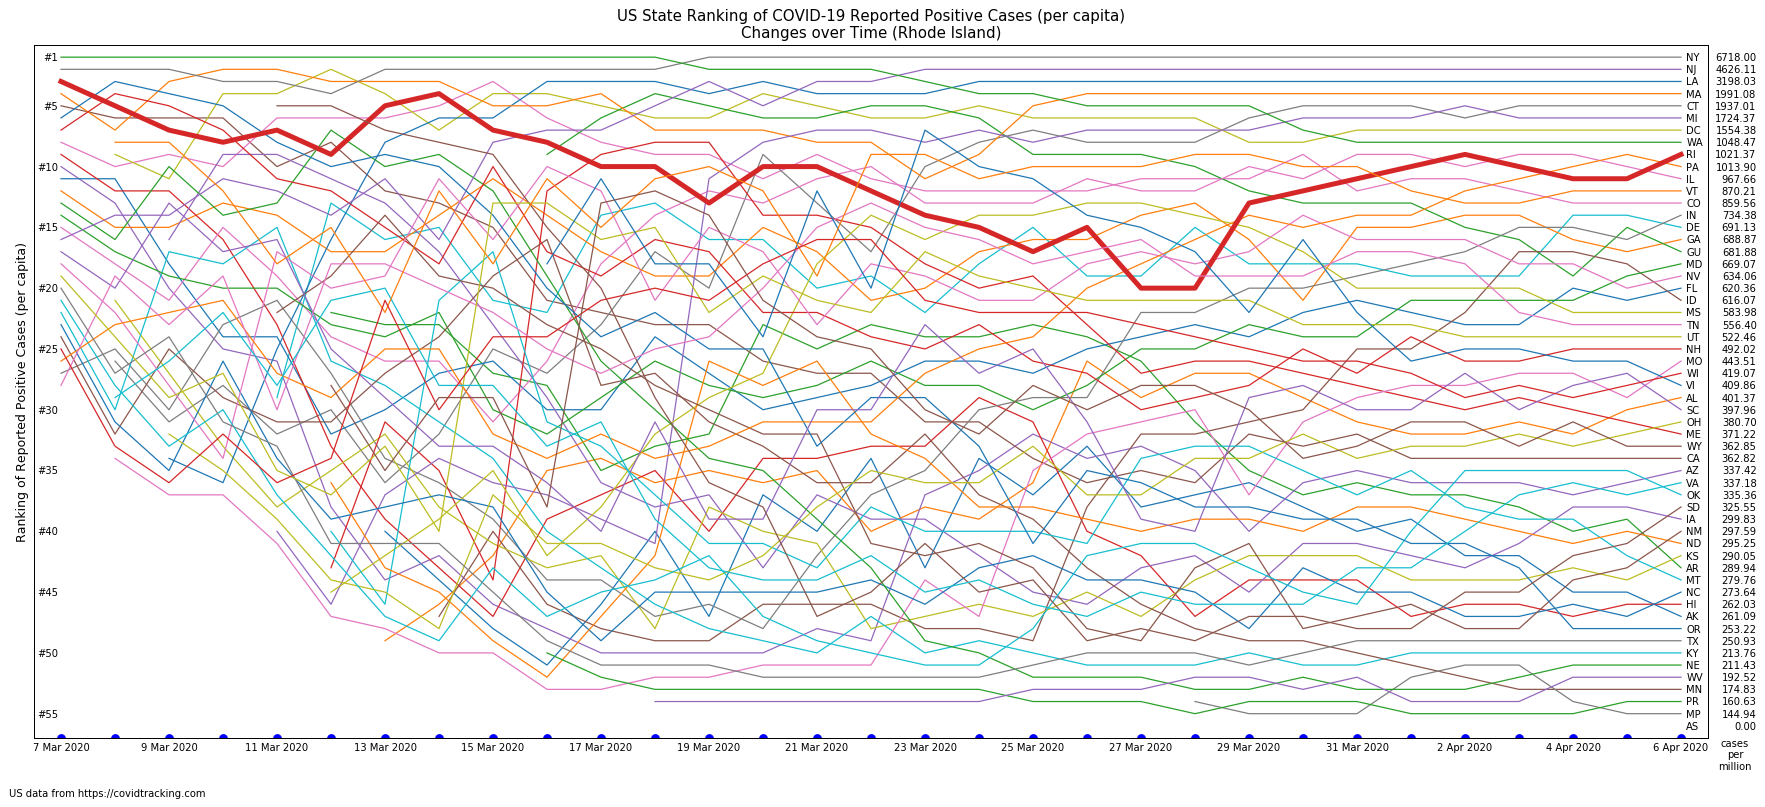 US State Ranking of COVID-19 Reported Positive Cases (per capita)
Changes over Time (Rhode Island)
Ranking of Reported Positive Cases (per capita)
#1
#5
#10
#15
#20
#25
#30
#35
#40
#45
#50
#55
NY 6718.00
NJ 4626.11
LA 3198.03
MA 1991.08
CT 1937.01
MI 1724.37
DC 1554.38
WA 1048.47
RI 1021.37
PA 1013.90
IL 967.66
VT 870.21
CO 859.56
IN 734.38
DE 691.13
GA 688.87
GU 681.88
MD 669.07
NV 634.06
FL 620.36
ID 616.07
MS 583.98
TN 556.40
UT 522.46
NH 492.02
MO 443.51
WI 419.07
VI 409.86
AL 401.37
SC 397.96
OH 380.70
ME 371.22
WY 362.85
CA 362.82
AZ 337.42
VA 337.18
OK 335.36
SD 325.55
IA 299.83
NM 297.59
ND 295.25
KS 290.05
AR 289.94
MT 279.76
NC 273.64
HI 262.03
AK 261.09
OR 253.22
TX 250.93
KY 213.76
NE 211.43
WV 192.52
MN 174.83
PR 160.63
MP 144.94
AS 0.00
7 Mar 2020
9 Mar 2020
11 Mar 2020
13 Mar 2020
15 Mar 2020
17 Mar 2020
19 Mar 2020
21 Mar 2020
23 Mar 2020
25 Mar 2020
27 Mar 2020
29 Mar 2020
31 Mar 2020
2 Apr 2020
4 Apr 2020
6 Apr 2020
cases
per
million
US data from https://covidtracking.com